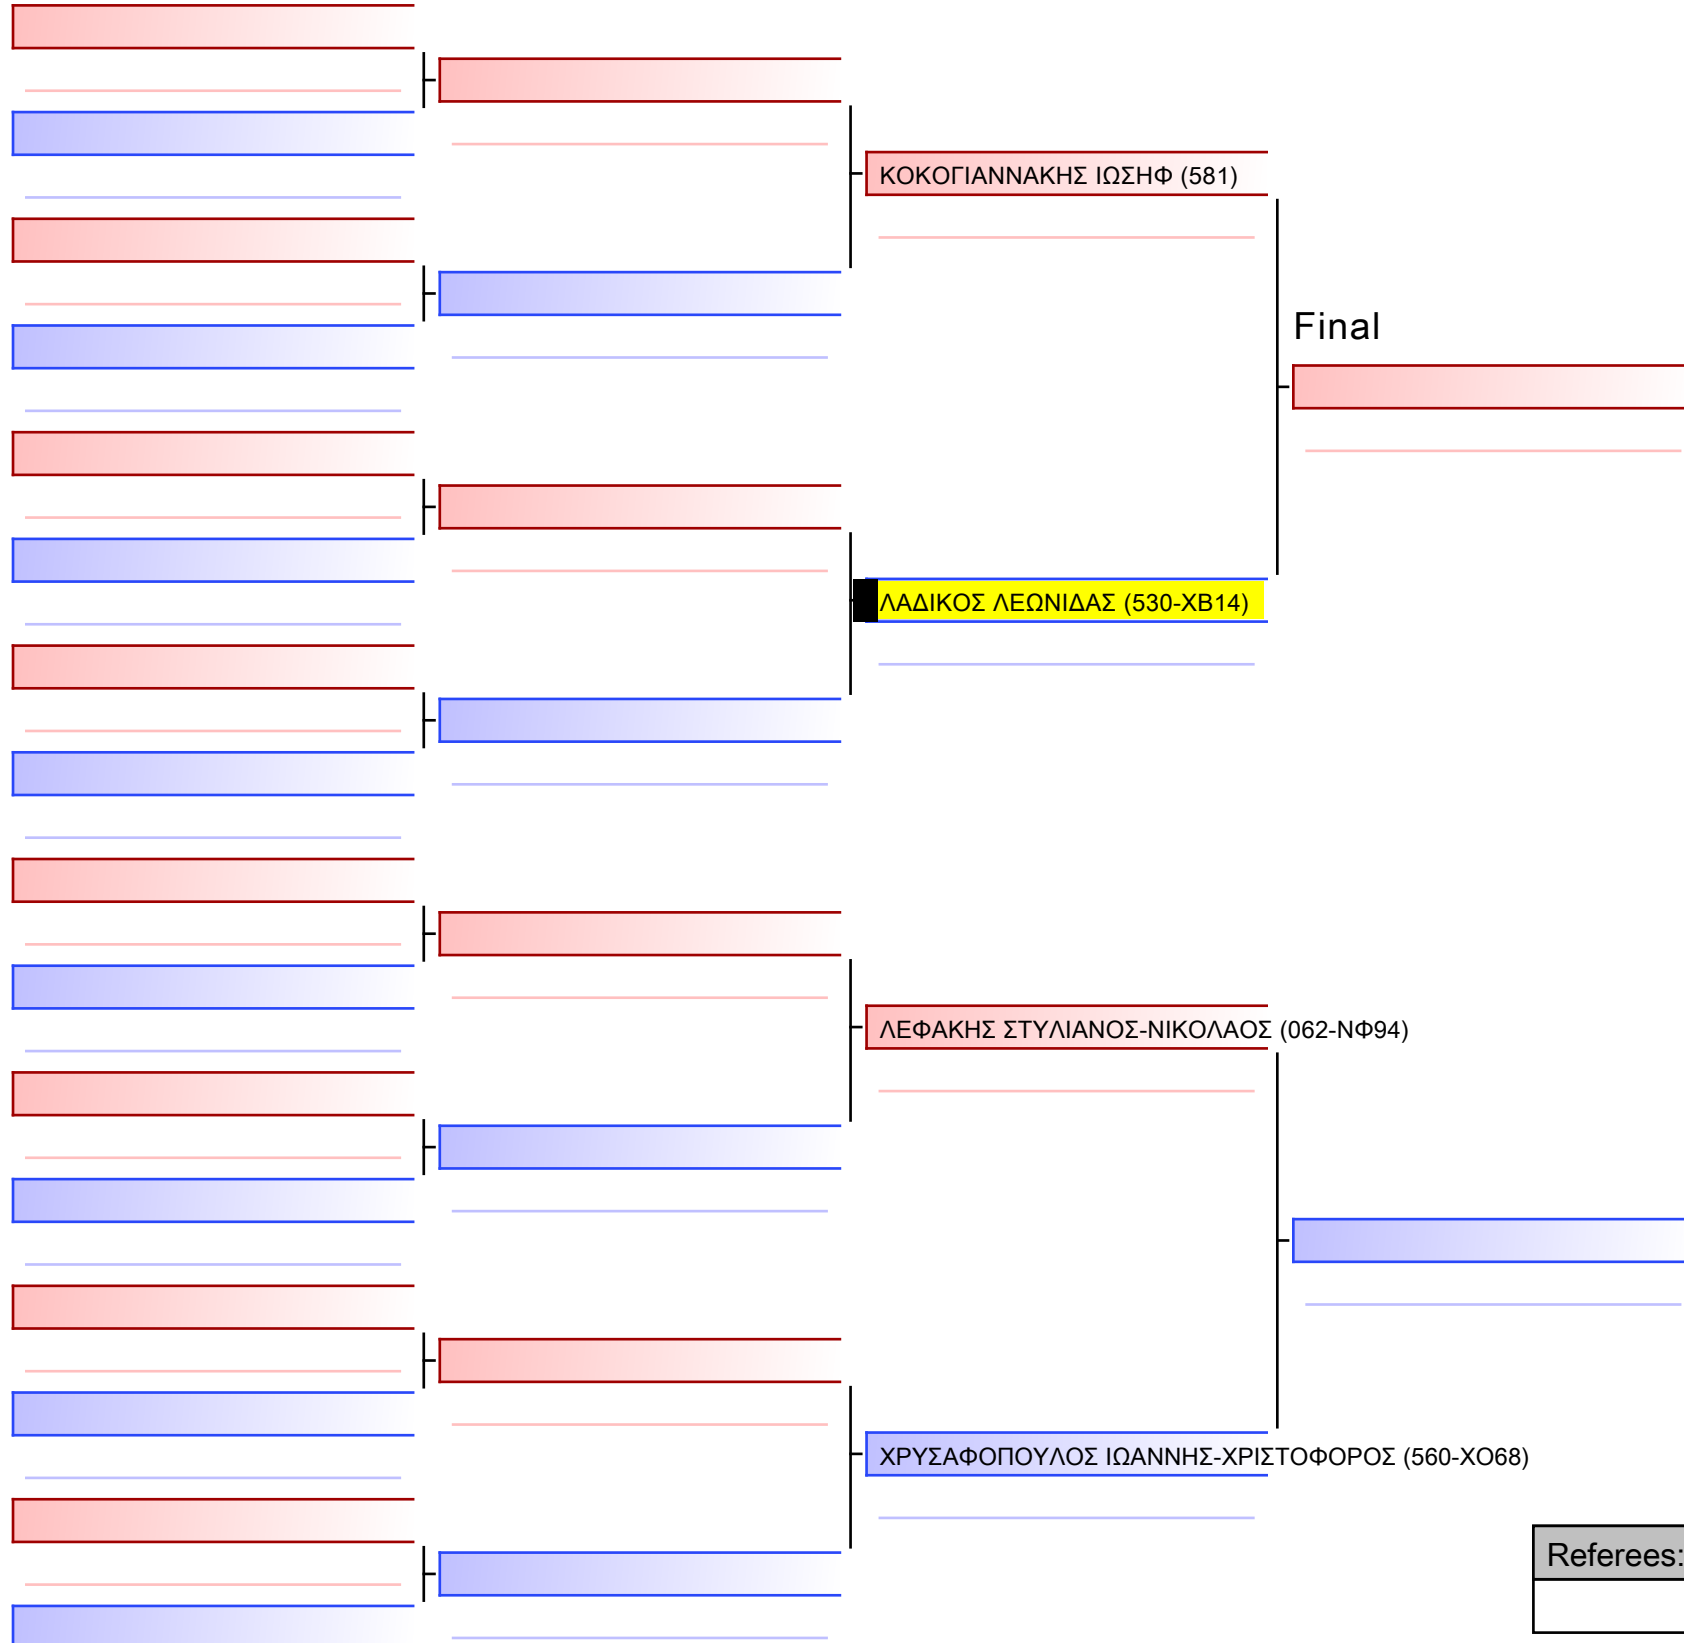 ΚΟΚΟΓΙΑΝΝΑΚΗΣ ΙΩΣΗΦ (581)
Final
ΛΑΔΙΚΟΣ ΛΕΩΝΙΔΑΣ (530-ΧΒ14)
ΛΕΦΑΚΗΣ ΣΤΥΛΙΑΝΟΣ-ΝΙΚΟΛΑΟΣ (062-ΝΦ94)
ΧΡΥΣΑΦΟΠΟΥΛΟΣ ΙΩΑΝΝΗΣ-ΧΡΙΣΤΟΦΟΡΟΣ (560-ΧΟ68)
Referees: